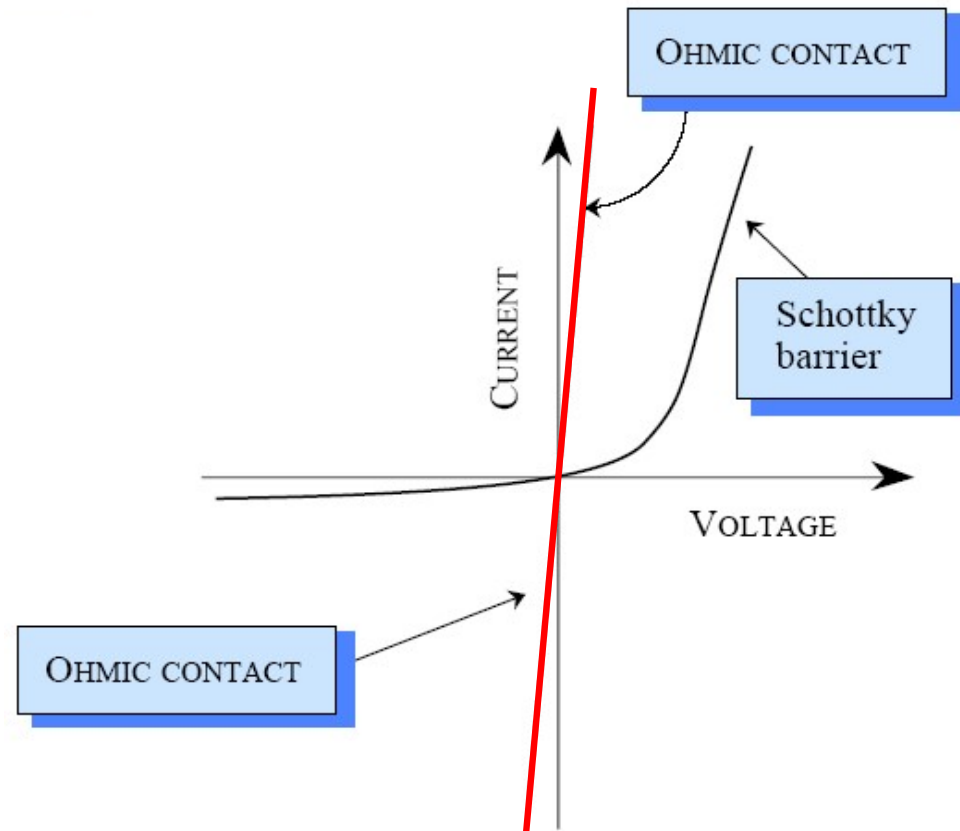 OHMIC CONTACT
CURRENT
Schottky
barrier
VOLTAGE
OHMIC CONTACT